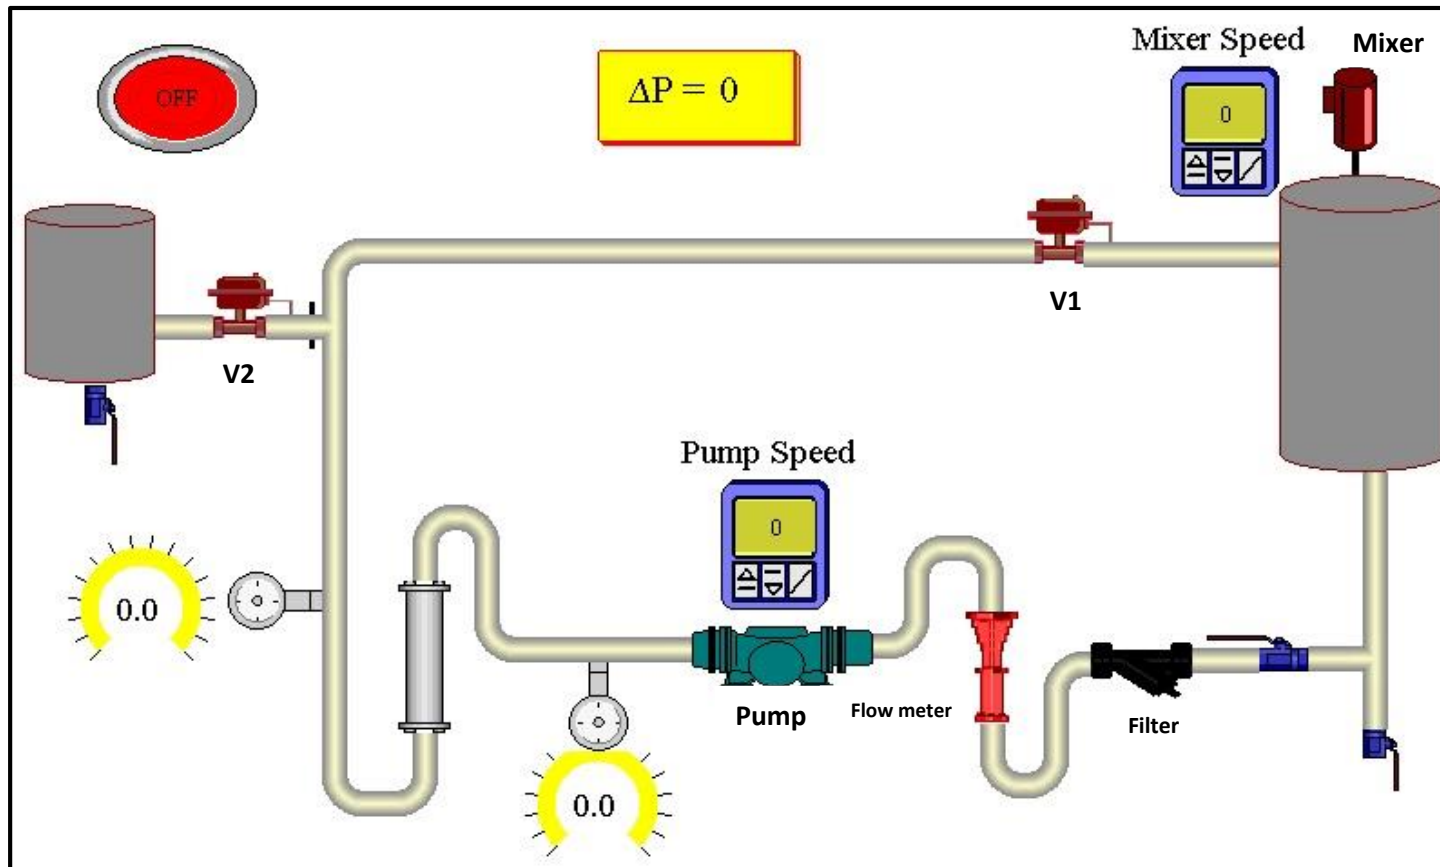 Mixer Speed
Mixer
OFF
ΔP = 0
0
V1
V2
Pump Speed
0
0.0
Pump
Flow meter
Filter
0.0